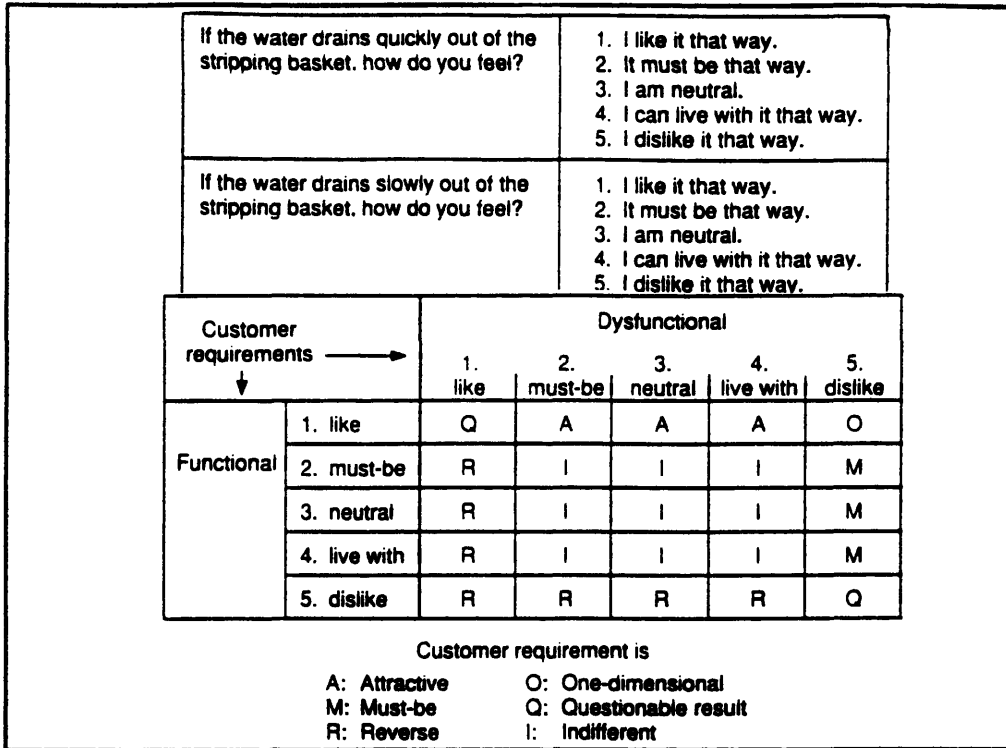 If the water drains quickly out of the
stripping basket. how do you feel?
1. I like it that way.
2. It must be that way.
3. I am neutral.
4. I can live with it that way.
5. I dislike it that way.
If the water drains slowly out of the
stripping basket. how do you feel?
1. I like it that way.
2. It must be that way.
3. I am neutral.
4. I can live with it that way.
5. I dislike it that way.
Customer
requirements
Dysfunctional
1. 2. 3. 4. 5.
like must-be neutral live with dislike
Functional
1. like Q A A A O
2. must-be R I I I M
3. neutral R I I I M
4. live with R I I I M
5. dislike R R R R Q
Customer requirement is
A: Attractive O: One-dimensional
M: Must-be Q: Questionable result
R: Reverse I: Indifferent